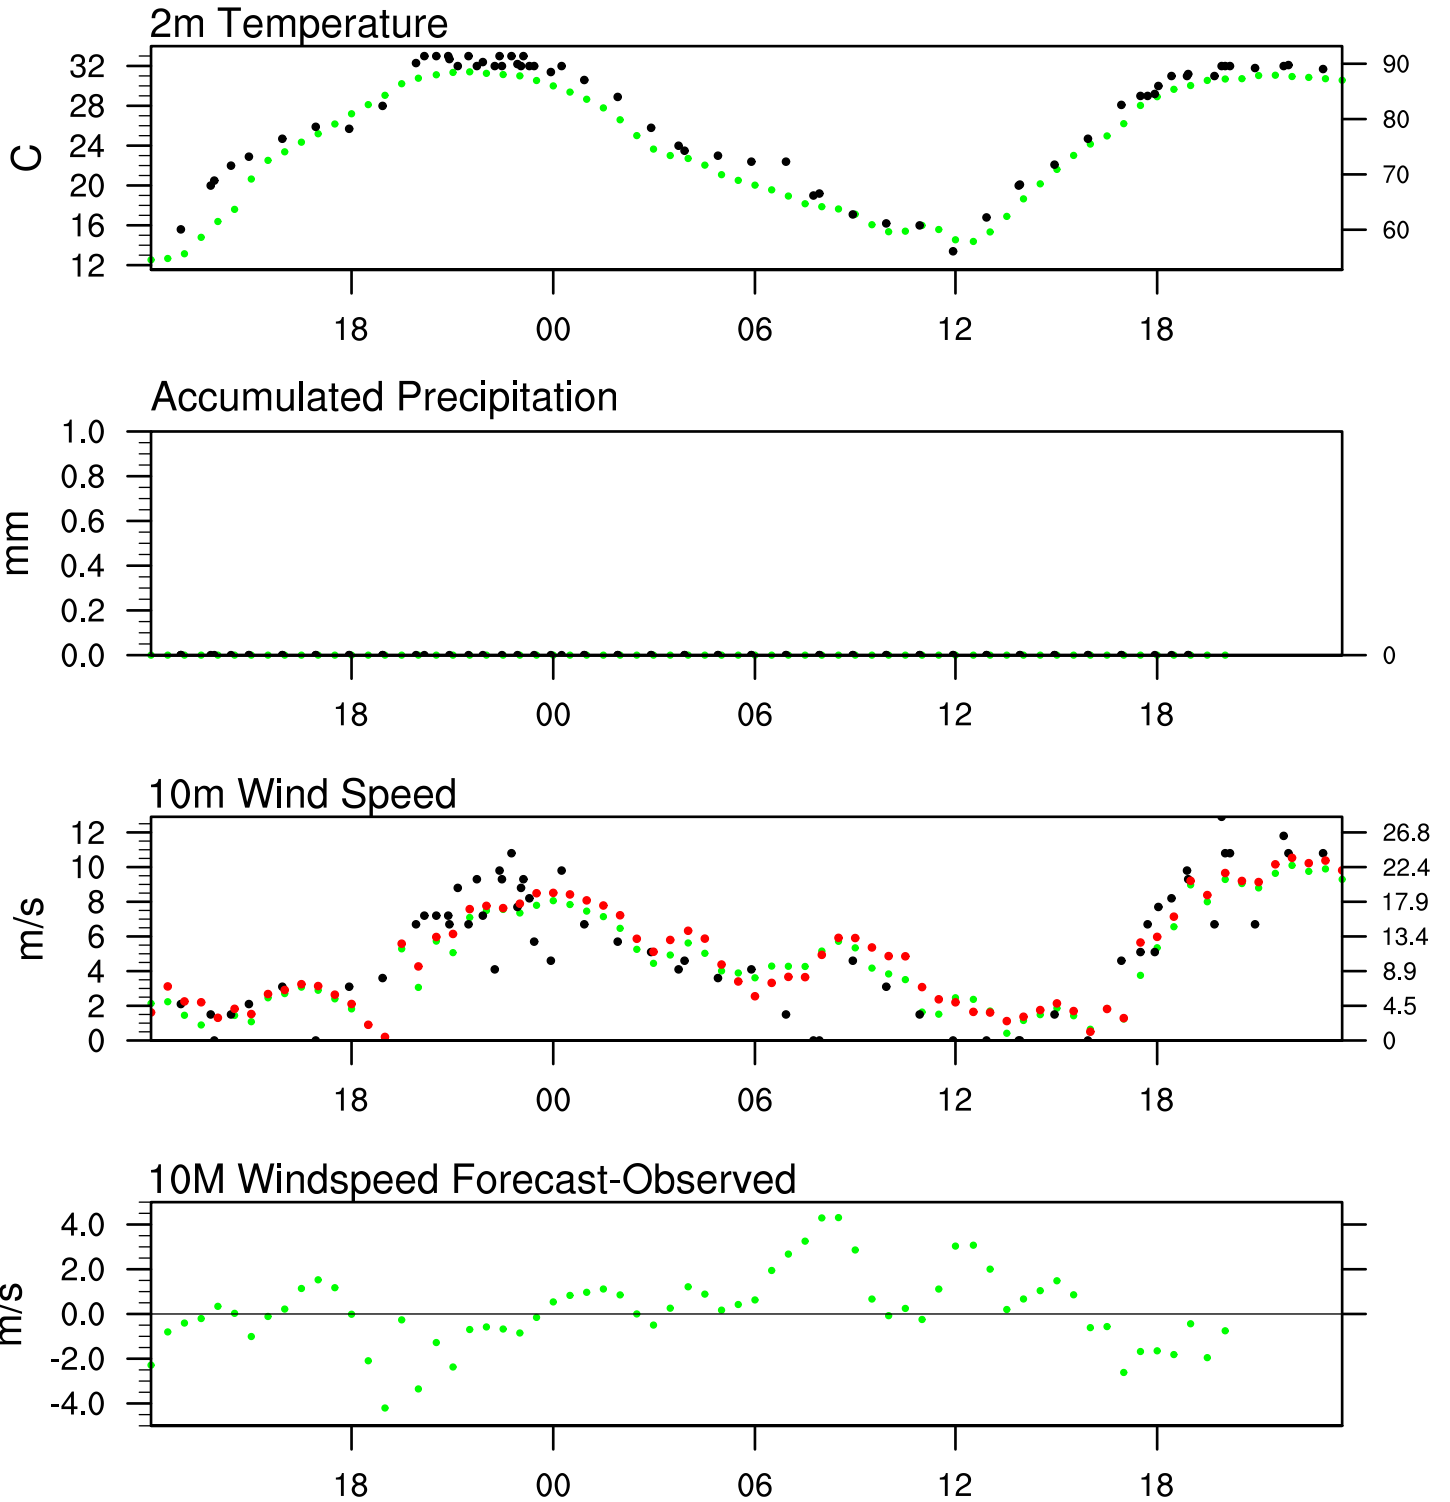 2m Temperature
32 90
28 80
24
C
20 70
16 60
12
18 00 06 12 18
Accumulated Precipitation
1.0
0.8
0.6
mm
0.4
0.2
0.0 0
18 00 06 12 18
10m Wind Speed
12 26.8
10 22.4
8 17.9
m/s
6 13.4
4 8.9
2 4.5
0 0
18 00 06 12 18
10M Windspeed Forecast-Observed
4.0
2.0
m/s
0.0
-2.0
-4.0
18 00 06 12 18